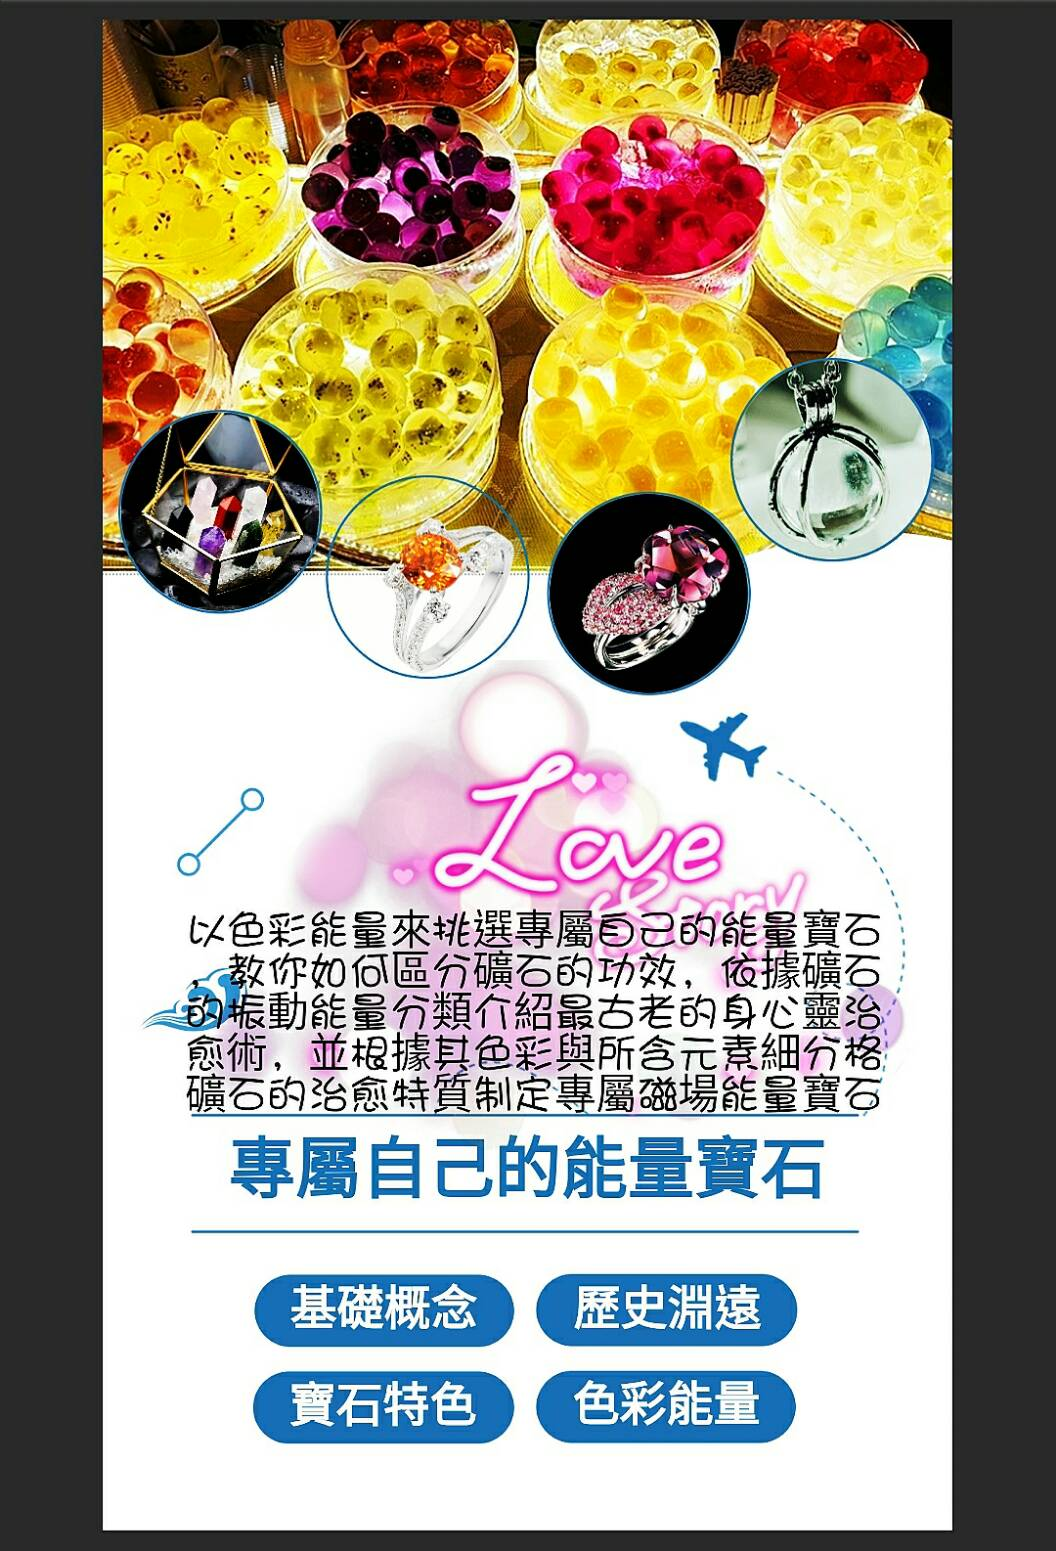 Love
Story
以色彩能量來挑選專屬自己的能量寶石
，教你如何區分礦石的功效，依據礦石
的振動能量分類介紹最古老的身心靈治
愈術，並根據其色彩與所含元素細分格
礦石的治愈特質制定專屬磁場能量寶石
專屬自己的能量寶石
基礎概念
歷史淵遠
寶石特色
色彩能量